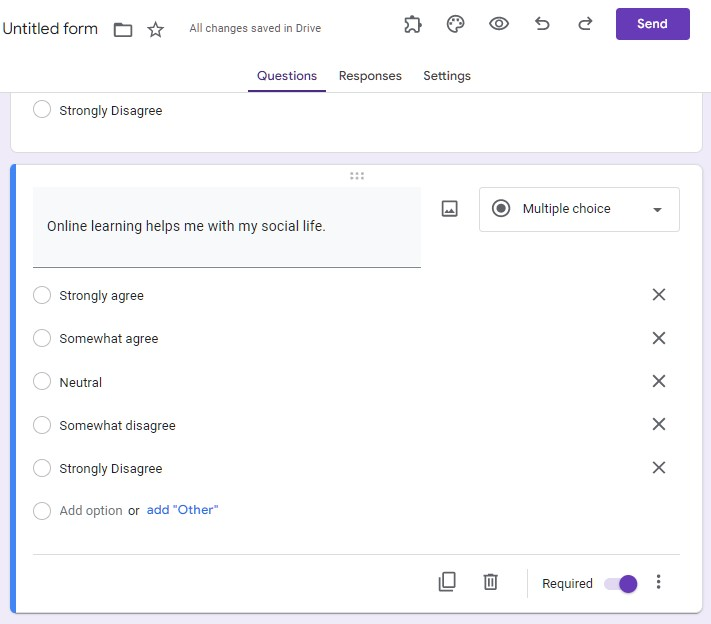 Untitled form
All changes saved in Drive
Send
Questions Responses Settings
Strongly Disagree
Online learning helps me with my social life.
Multiple choice
Strongly agree
Somewhat agree
Neutral
Somewhat disagree
Strongly Disagree
Add option or add "Other"
Required